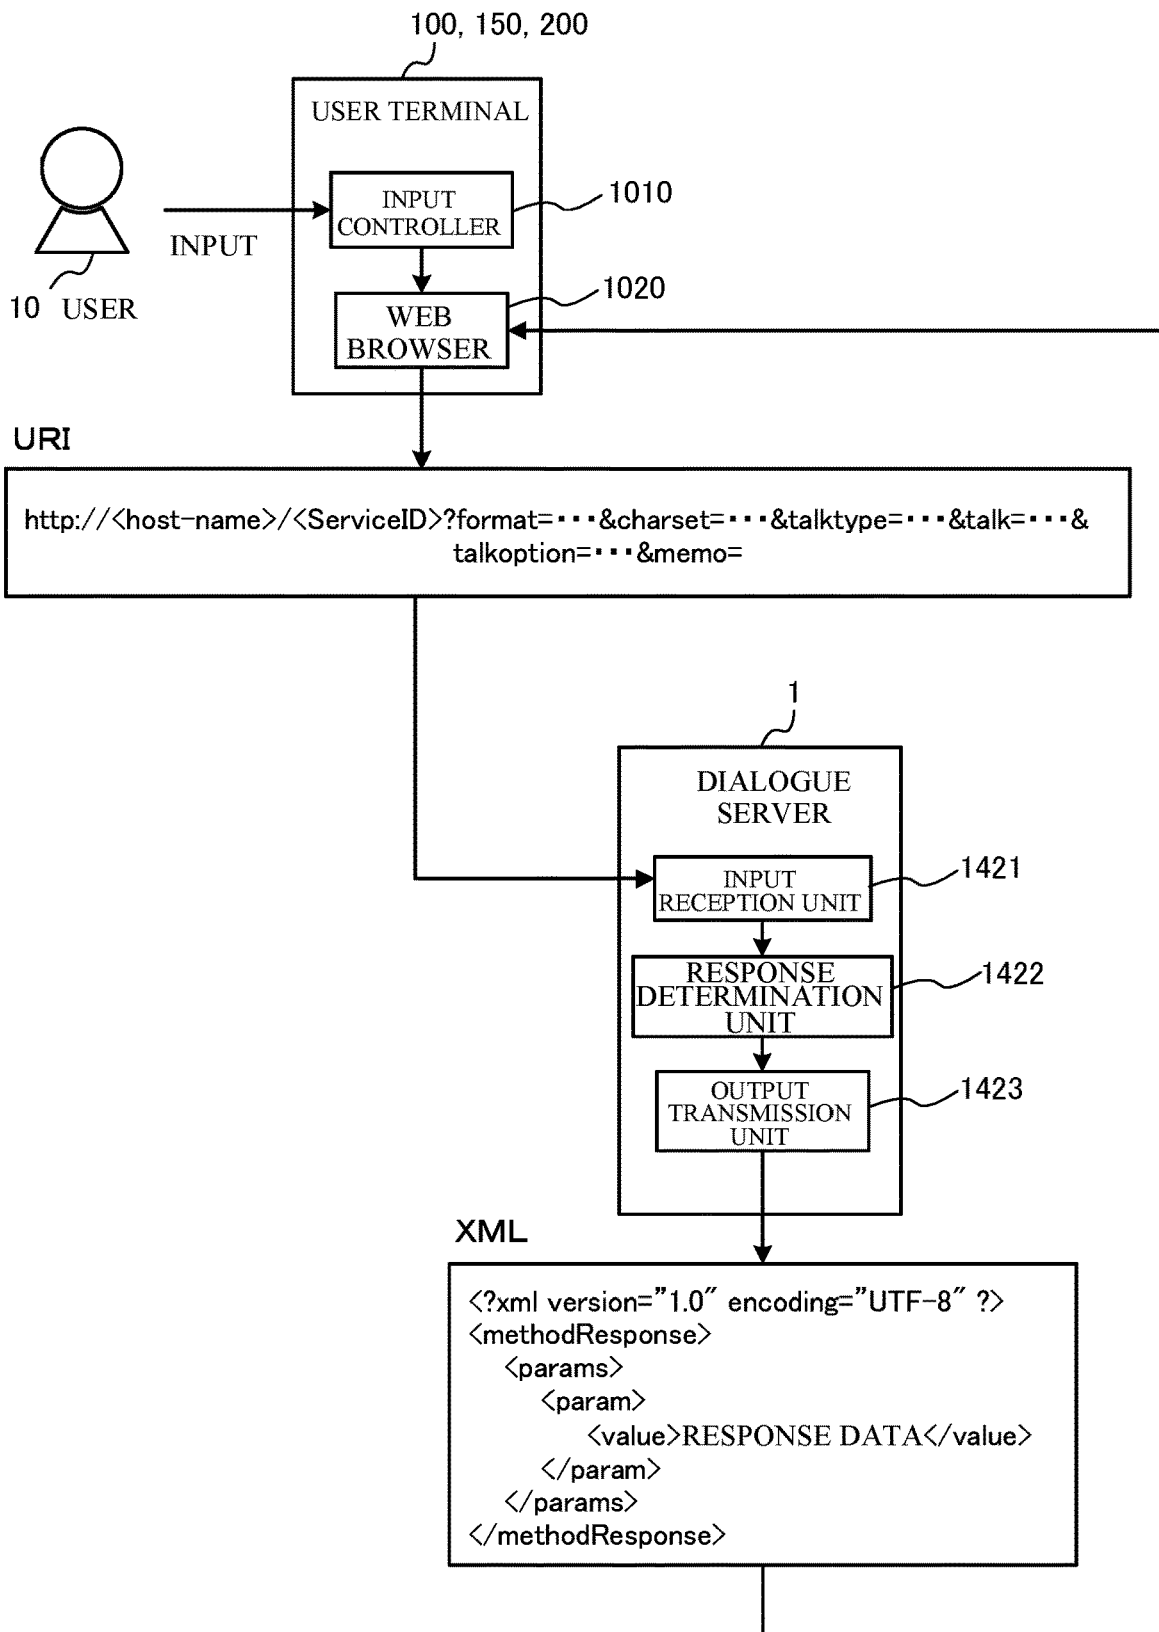 100, 150, 200
USER TERMINAL
INPUT
CONTROLLER
1010
INPUT
10 USER
1020
WEB
BROWSER
URI
http://<host-name>/<ServiceID>?format=･･･&charset=･･･&talktype=･･･&talk=･･･&
talkoption=･･･&memo=
1
DIALOGUE
SERVER
INPUT
RECEPTION UNIT
1421
RESPONSE
DETERMINATION
UNIT
1422
OUTPUT
TRANSMISSION
UNIT
1423
XML
<?xml version="1.0" encoding="UTF-8" ?>
<methodResponse>
<params>
<param>
<value>RESPONSE DATA</value>
</param>
</params>
</methodResponse>